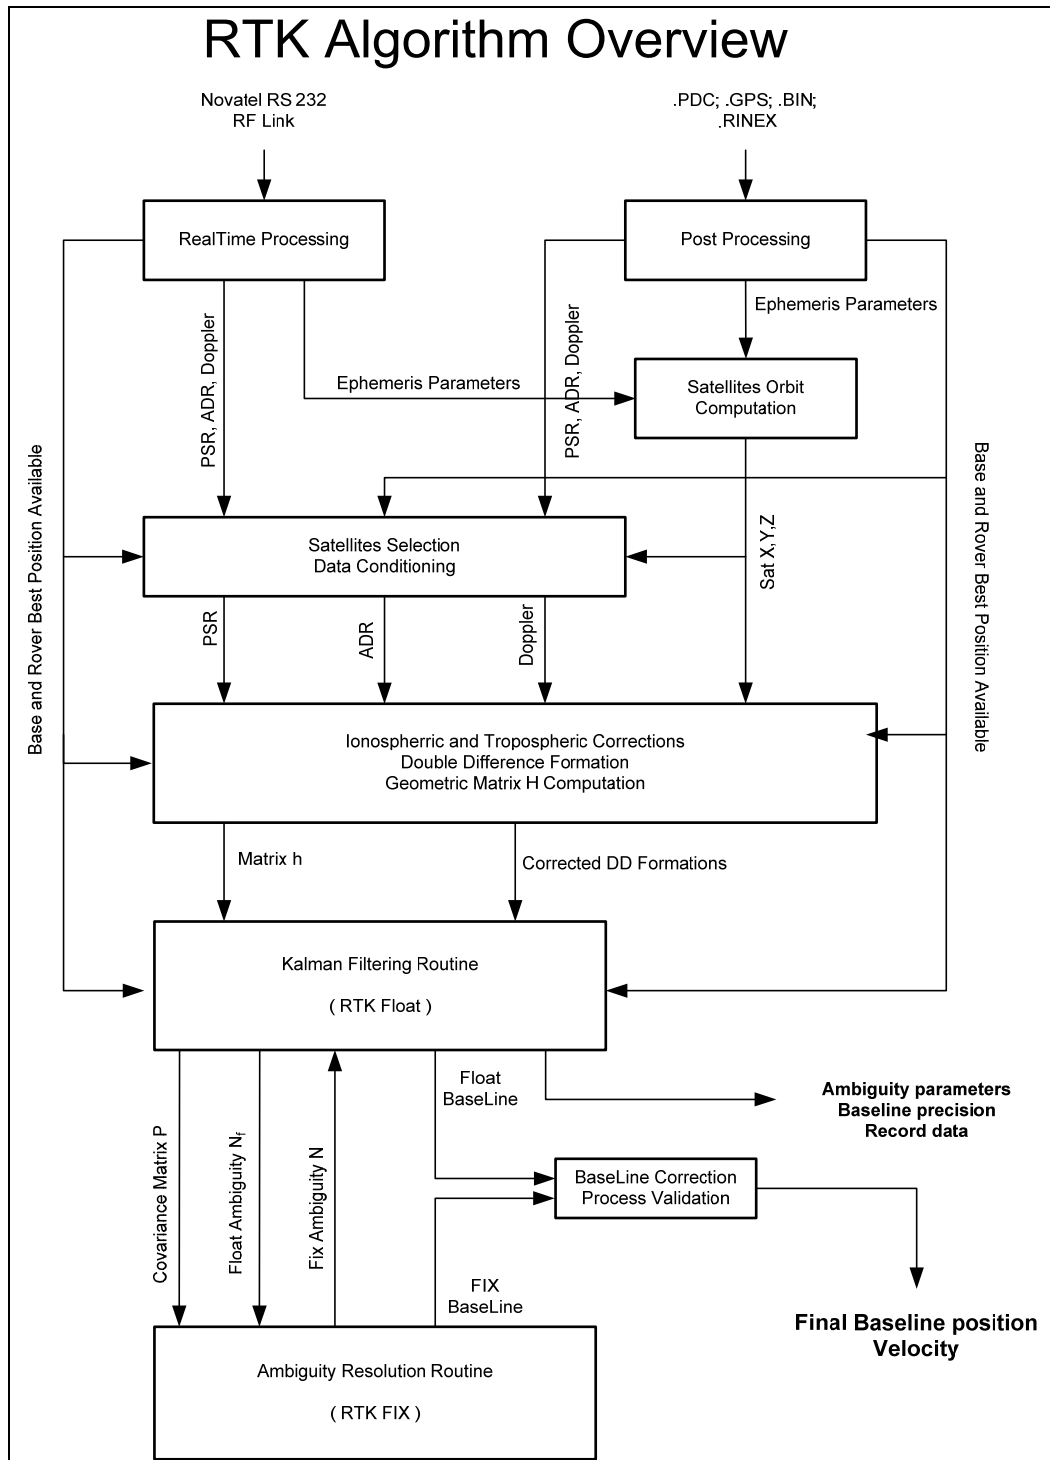 RTK Algorithm Overview
Novatel RS 232
RF Link
.PDC; .GPS; .BIN;
.RINEX
RealTime Processing
Post Processing
Ephemeris Parameters
PSR, ADR, Doppler
Ephemeris Parameters
PSR, ADR, Doppler
Satellites Orbit
Computation
Base and Rover Best Position Available
Base and Rover Best Position Available
Satellites Selection
Data Conditioning
Sat X,Y,Z
PSR
ADR
Doppler
Ionospherric and Tropospheric Corrections
Double Difference Formation
Geometric Matrix H Computation
Matrix h
Corrected DD Formations
Kalman Filtering Routine
( RTK Float )
Covariance Matrix P
Float Ambiguity Nf
Fix Ambiguity N
Float
BaseLine
Ambiguity parameters
Baseline precision
Record data
BaseLine Correction
Process Validation
FIX
BaseLine
Final Baseline position
Velocity
Ambiguity Resolution Routine
( RTK FIX )